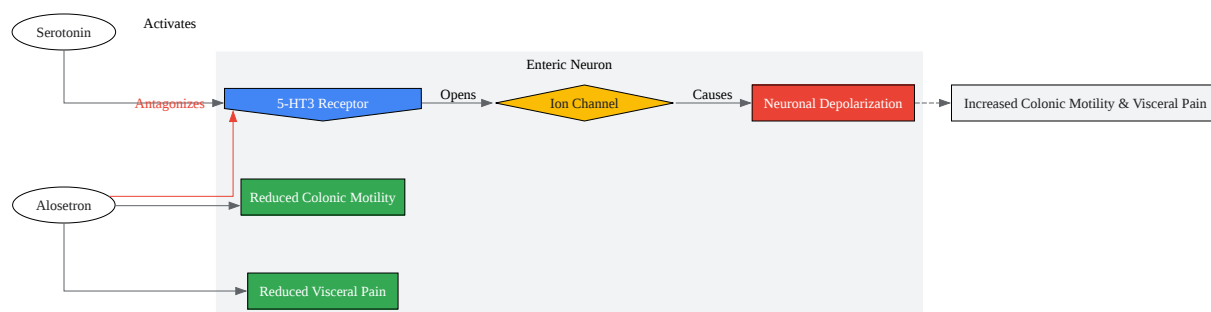 Activates
Serotonin
Enteric Neuron
Antagonizes
5-HT3 Receptor
Opens
Ion Channel
Causes
Neuronal Depolarization
Increased Colonic Motility & Visceral Pain
Reduced Colonic Motility
Alosetron
Reduced Visceral Pain